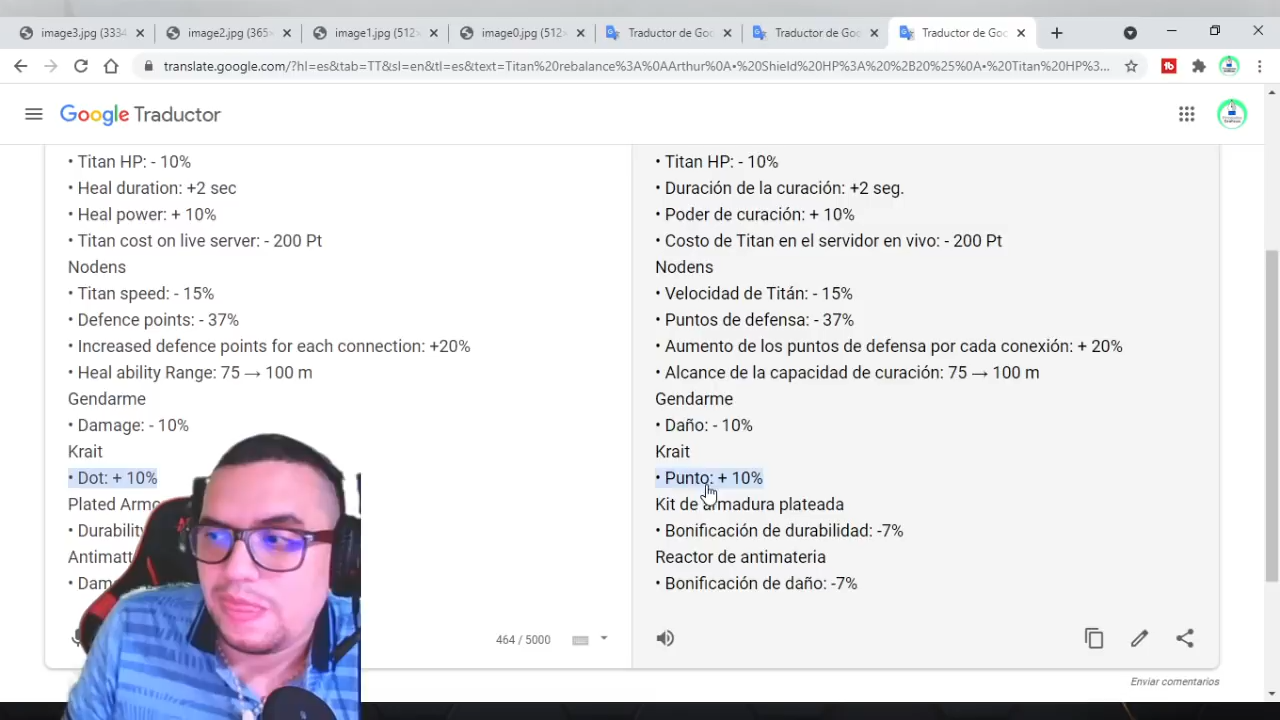 image3.jpg (3334
image2.jpg (365×
image1.jpg (512×
image0.jpg (512×
Traductor de Goo
Traductor de Goo
Traductor de Goo
translate.google.com/?hl=es&tab=TT&sl=en&tl=es&text=Titan%20rebalance%3A%0AArthur%0A•%20Shield%20HP%3A%20%2B%2025%%0A•%20Titan%20HP%3...
Google Traductor
• Titan HP: - 10%
• Heal duration: +2 sec
• Heal power: + 10%
• Titan cost on live server: - 200 Pt
Nodens
• Titan speed: - 15%
• Defence points: - 37%
• Increased defence points for each connection: +20%
• Heal ability Range: 75 → 100 m
Gendarme
• Damage: - 10%
Krait
• Dot: + 10%
Plated Armo
• Durability
Antimatt
• Dam
464 / 5000
• Titan HP: - 10%
• Duración de la curación: +2 seg.
• Poder de curación: + 10%
• Costo de Titan en el servidor en vivo: - 200 Pt
Nodens
• Velocidad de Titán: - 15%
• Puntos de defensa: - 37%
• Aumento de los puntos de defensa por cada conexión: + 20%
• Alcance de la capacidad de curación: 75 → 100 m
Gendarme
• Daño: - 10%
Krait
• Punto: + 10%
Kit de armadura plateada
• Bonificación de durabilidad: -7%
Reactor de antimateria
• Bonificación de daño: -7%
Enviar comentarios